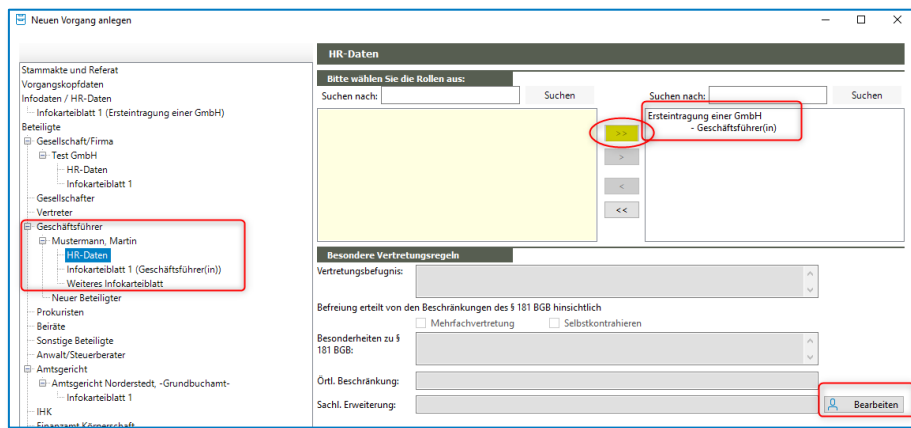 Neuen Vorgang anlegen
Stammakte und Referat
Vorgangskopfdaten
Infodaten / HR-Daten
Infokarteiblatt 1 (Ersteintragung einer GmbH)
Beteiligte
Gesellschaft/Firma
Test GmbH
HR-Daten
Infokarteiblatt 1
Gesellschafter
Vertreter
Geschäftsführer
Mustermann, Martin
HR-Daten
Infokarteiblatt 1 (Geschäftsführer(in))
Weiteres Infokarteiblatt
Neuer Beteiligter
Prokuristen
Beiräte
Sonstige Beteiligte
Anwalt/Steuerberater
Amtsgericht
Amtsgericht Norderstedt, -Grundbuchamt-
Infokarteiblatt 1
IHK
Finanzamt Körperschaft
HR-Daten
Bitte wählen Sie die Rollen aus:
Suchen nach: Suchen Suchen nach: Suchen
Ersteintragung einer GmbH
- Geschäftsführer(in)
>>
>
<
<<
Besondere Vertretungsregeln
Vertretungsbefugnis:
Befreiung erteilt von den Beschränkungen des § 181 BGB hinsichtlich
Mehrfachvertretung Selbstkontrahieren
Besonderheiten zu §
181 BGB:
Örtl. Beschränkung:
Sachl. Erweiterung: Bearbeiten